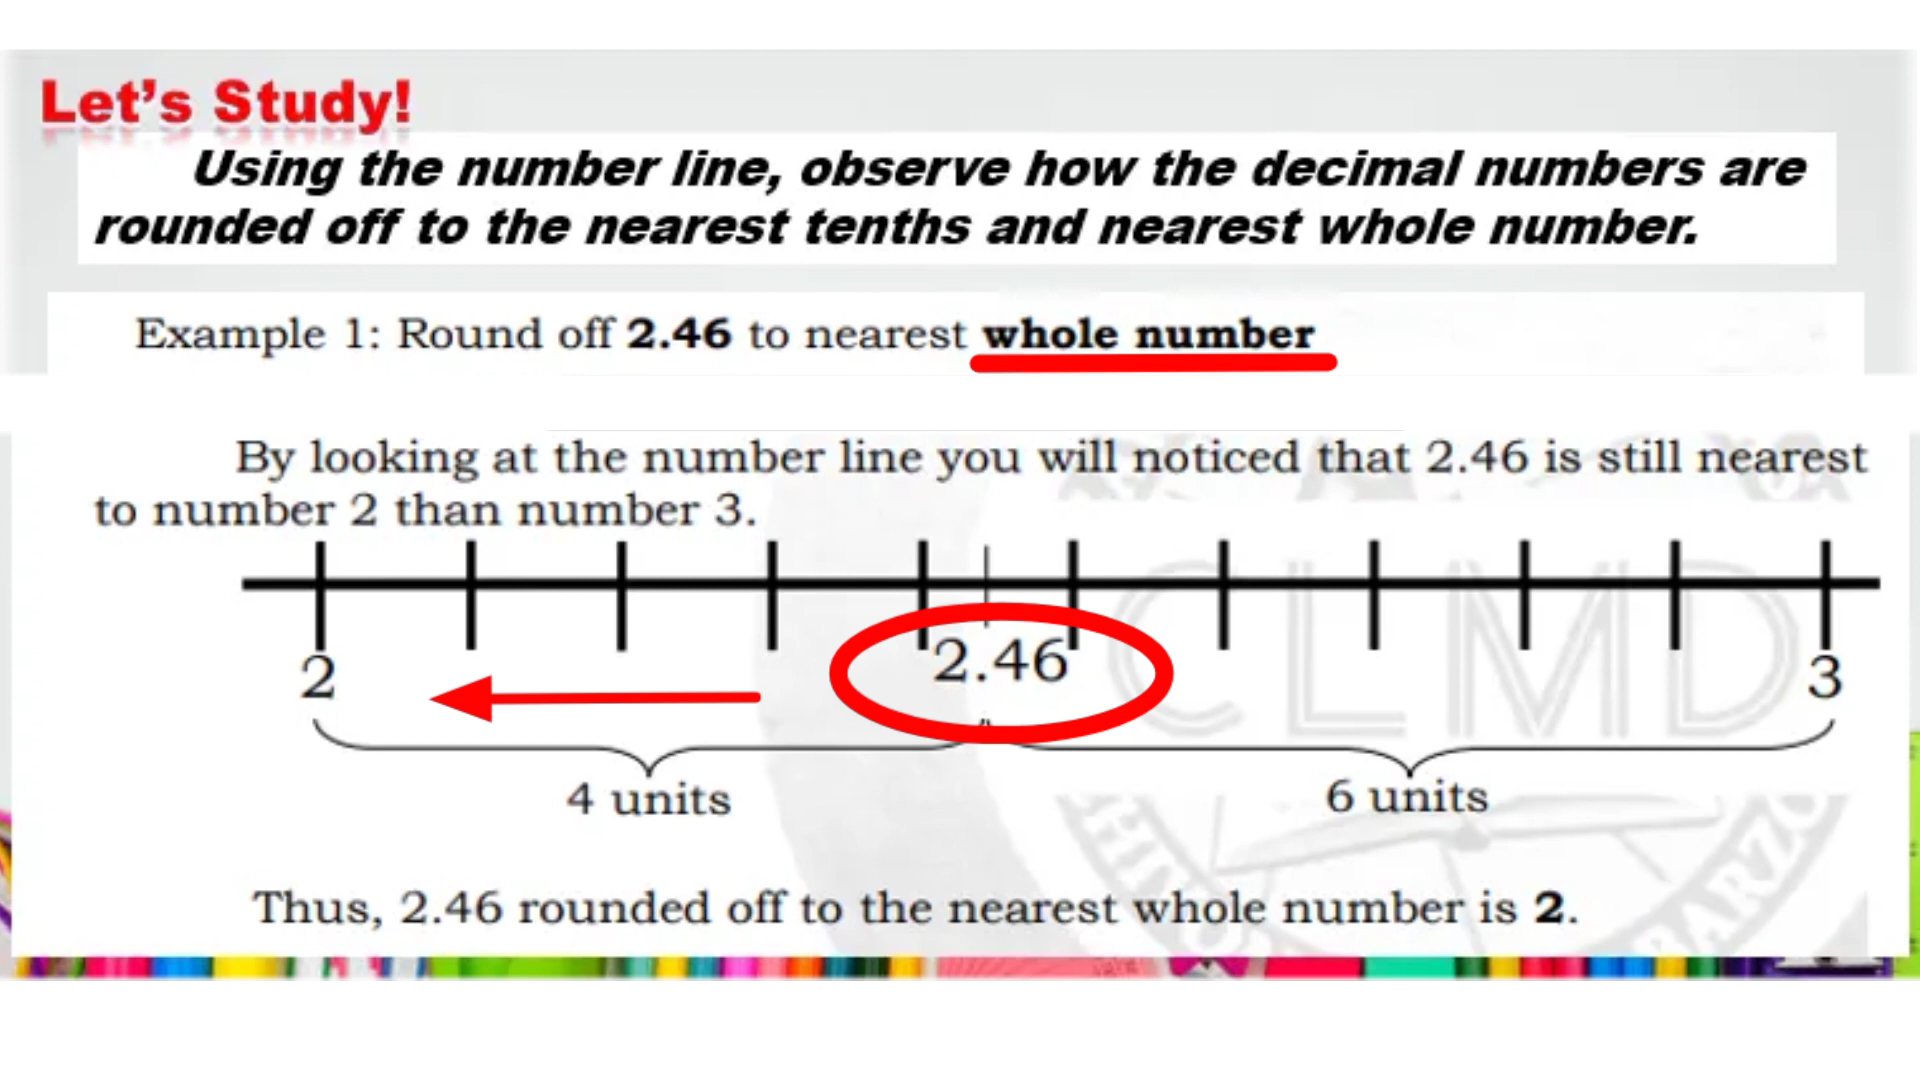 Let's Study!
Using the number line, observe how the decimal numbers are
rounded off to the nearest tenths and nearest whole number.
Example 1: Round off 2.46 to nearest whole number
By looking at the number line you will noticed that 2.46 is still nearest
to number 2 than number 3.
2 2.46 3
4 units 6 units
CLMD
Thus, 2.46 rounded off to the nearest whole number is 2.